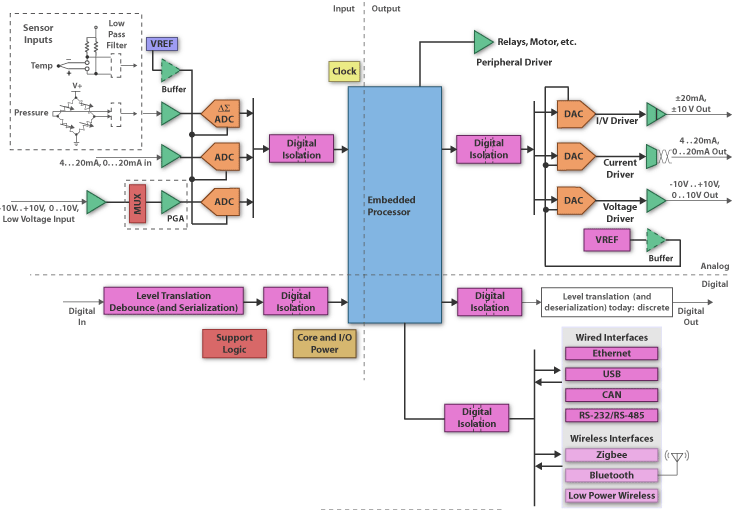 Input
Output
Sensor
Inputs
Low
Pass
Filter
VREF
Temp
−
+
Buffer
V+
Pressure
4...20mA, 0...20mA in
-10V..+10V, 0..10V,
Low Voltage Input
MUX
PGA
ΔΣ
ADC
ADC
ADC
Digital
Isolation
Clock
Embedded
Processor
Relays, Motor, etc.
Peripheral Driver
Digital
Isolation
DAC
I/V Driver
±20mA,
±10 V Out
DAC
Current
Driver
4..20mA,
0..20mA Out
DAC
Voltage
Driver
-10V..+10V,
0..10V Out
VREF
Buffer
Analog
Digital
Digital
In
Level Translation
Debounce (and Serialization)
Digital
Isolation
Digital
Isolation
Level translation (and
deserialization) today: discrete
Digital
Out
Support
Logic
Core and I/O
Power
Digital
Isolation
Wired Interfaces
Ethernet
USB
CAN
RS-232/RS-485
Wireless Interfaces
Zigbee
Bluetooth
Low Power Wireless